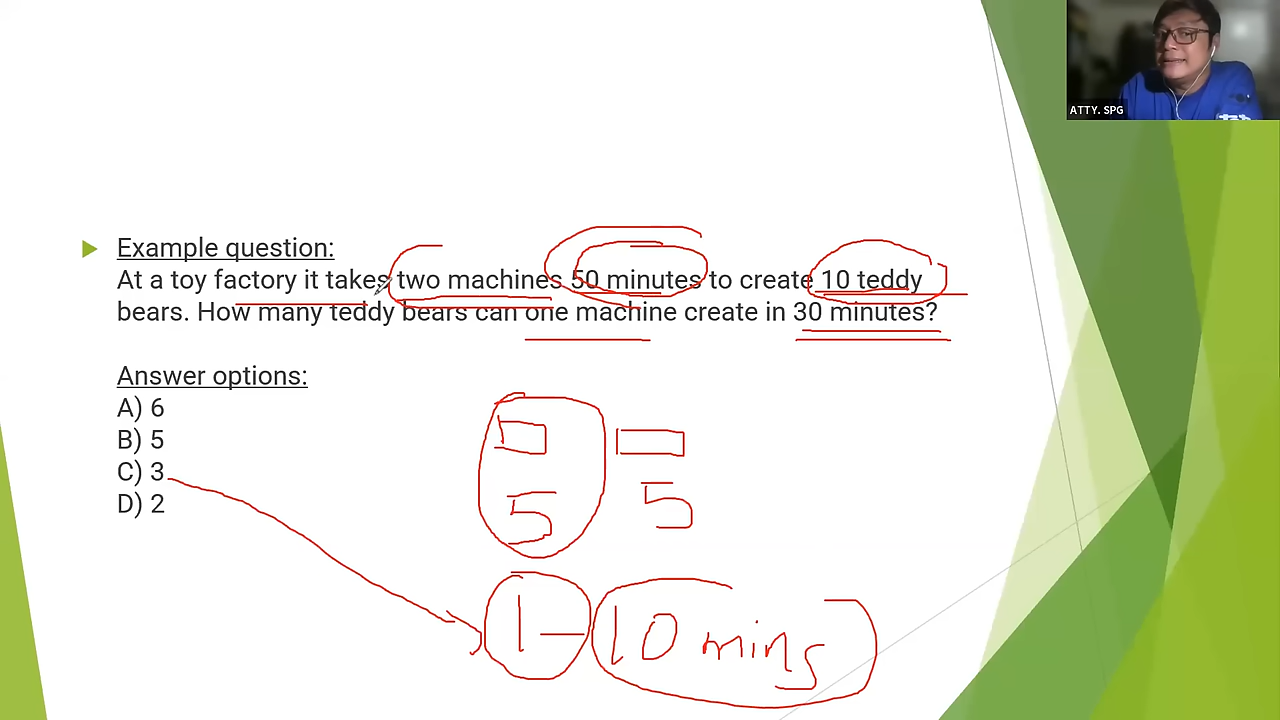 ATTY. SPG
Example question:
At a toy factory it takes two machines 50 minutes to create 10 teddy
bears. How many teddy bears can one machine create in 30 minutes?
Answer options:
A) 6
B) 5
C) 3
D) 2
5 5
1 — 10 mins